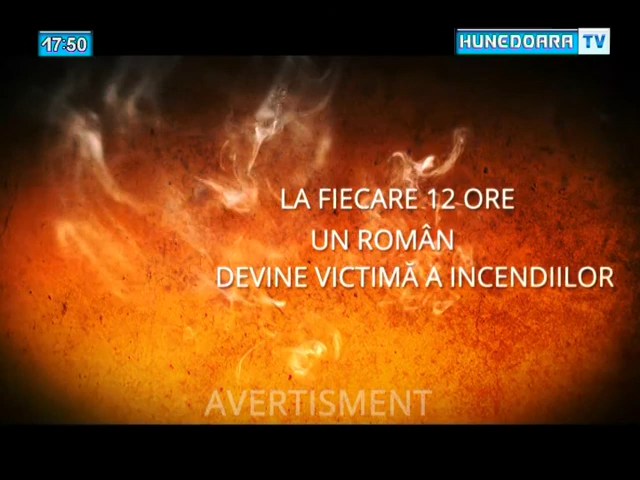 17:50
HUNEDOARA TV
LA FIECARE 12 ORE
UN ROMÂN
DEVINE VICTIMĂ A INCENDIILOR
AVERTISMENT